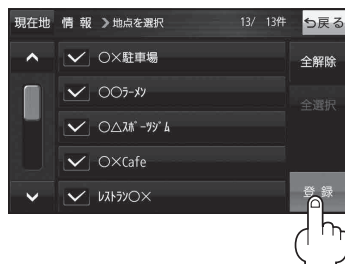 現在地 情報 ❯地点を選択 13/ 13件 戻る
○×駐車場
全解除
○○ﾗｰﾒﾝ
全選択
○△ｽﾎﾟｰﾂｼﾞﾑ
○×Cafe
ﾚｽﾄﾗﾝ○×
登録